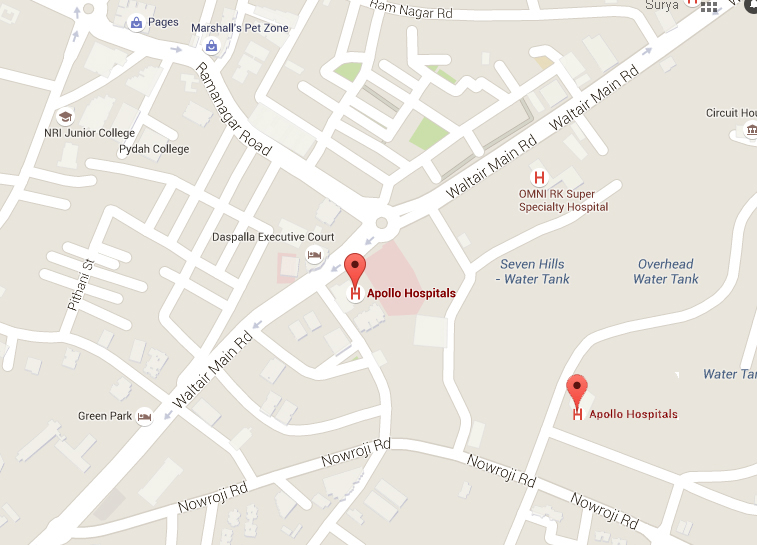 Ram Nagar Rd
Surya
Pages
Marshall's Pet Zone
Ramanagar Road
Waltair Main Rd
NRI Junior College
Pydah College
Circuit Hou
Waltair Main Rd
OMNI RK Super
Specialty Hospital
Daspalla Executive Court
Pithani St
Seven Hills
- Water Tank
Overhead
Water Tank
H Apollo Hospitals
Waltair Main Rd
Water Tan
Green Park
H Apollo Hospitals
Nowroji Rd
Nowroji Rd
Nowroji Rd
Nowroji Rd